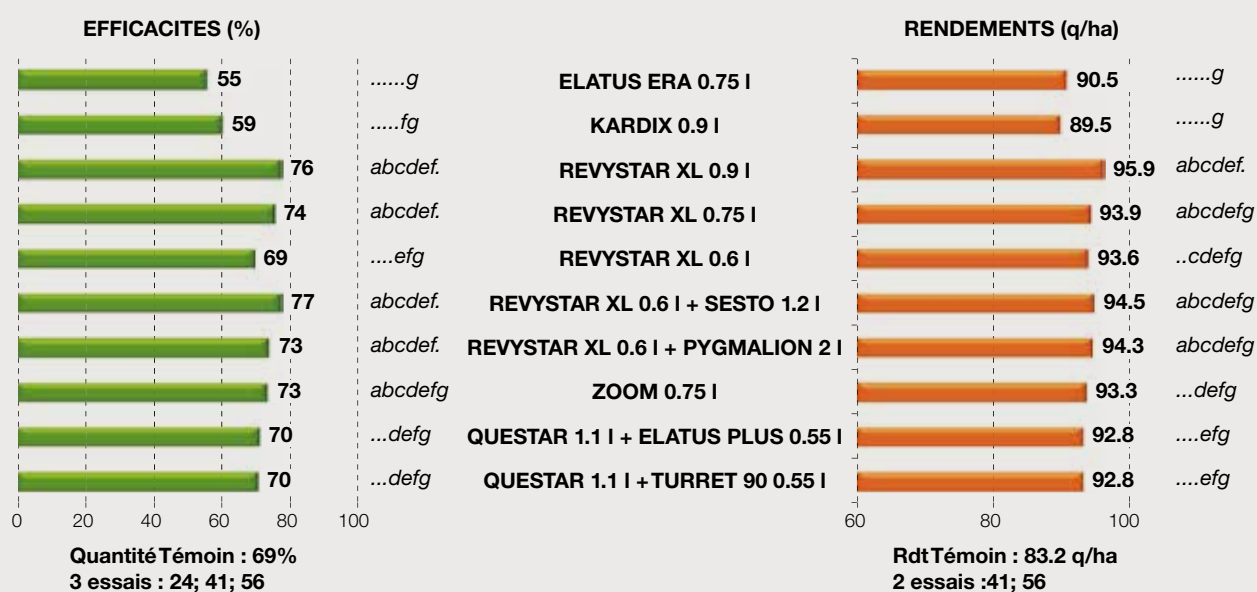 EFFICACITES (%) RENDEMENTS (q/ha)
55 ......g ELATUS ERA 0.75 l 90.5 ......g
59 .....fg KARDIX 0.9 l 89.5 ......g
76 abcdef. REVYSTAR XL 0.9 l 95.9 abcdef.
74 abcdef. REVYSTAR XL 0.75 l 93.9 abcdefg
69 ....efg REVYSTAR XL 0.6 l 93.6 ..cdefg
77 abcdef. REVYSTAR XL 0.6 l + SESTO 1.2 l 94.5 abcdefg
73 abcdef. REVYSTAR XL 0.6 l + PYGMALION 2 l 94.3 abcdefg
73 abcdefg ZOOM 0.75 l 93.3 ...defg
70 ...defg QUESTAR 1.1 l + ELATUS PLUS 0.55 l 92.8 ....efg
70 ...defg QUESTAR 1.1 l + TURRET 90 0.55 l 92.8 ....efg
0 20 40 60 80 100 60 80 100
Quantité Témoin : 69% Rdt Témoin : 83.2 q/ha
3 essais : 24; 41; 56 2 essais :41; 56